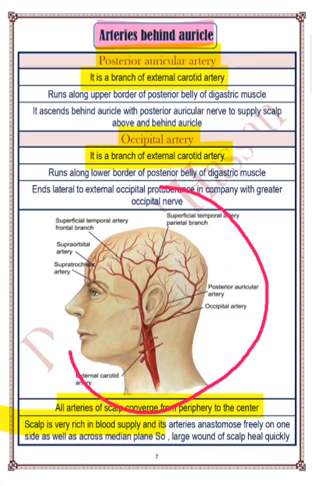 Arteries behind auricle
Posterior auricular artery
It is a branch of external carotid artery
Runs along upper border of posterior belly of digastric muscle
It ascends behind auricle with posterior auricular nerve to supply scalp
above and behind auricle
Occipital artery
It is a branch of external carotid artery
Runs along lower border of posterior belly of digastric muscle
Ends lateral to external occipital protuberance in company with greater
occipital nerve
Superficial temporal artery
frontal branch
Superficial temporal artery
parietal branch
Supraorbital
artery
Supratrochlear
artery
Posterior auricular
artery
Occipital artery
External carotid
artery
All arteries of scalp converge from periphery to the center
Scalp is very rich in blood supply and its arteries anastomose freely on one
side as well as across median plane So , large wound of scalp heal quickly
7